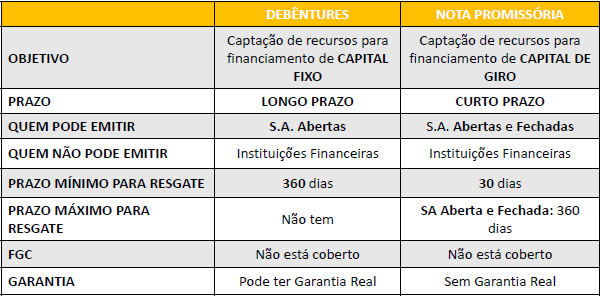 DEBÊNTURES NOTA PROMISSÓRIA
OBJETIVO
Captação de recursos para
financiamento de CAPITAL
FIXO
Captação de recursos para
financiamento de CAPITAL DE
GIRO
PRAZO LONGO PRAZO CURTO PRAZO
QUEM PODE EMITIR S.A. Abertas S.A. Abertas e Fechadas
QUEM NÃO PODE EMITIR Instituições Financeiras Instituições Financeiras
PRAZO MÍNIMO PARA RESGATE 360 dias 30 dias
PRAZO MÁXIMO PARA
RESGATE
Não tem
SA Aberta e Fechada: 360
dias
FGC Não está coberto Não está coberto
GARANTIA Pode ter Garantia Real Sem Garantia Real